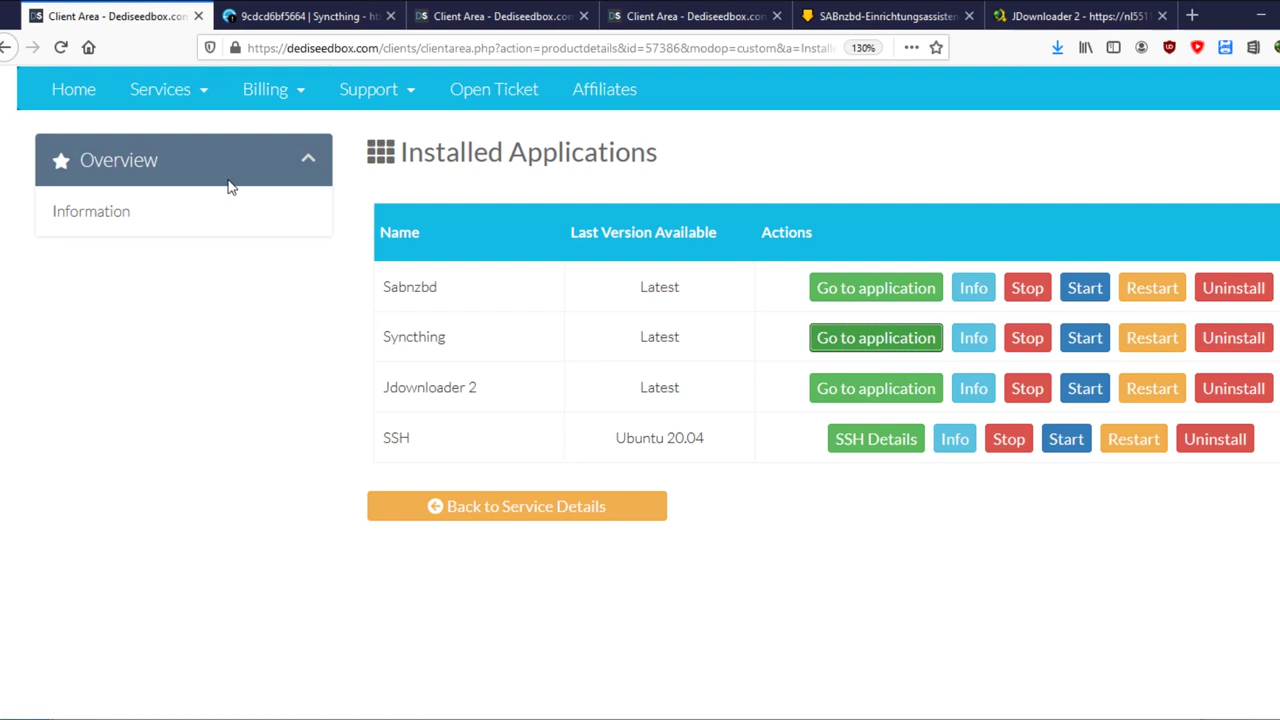 Client Area - Dediseedbox.com
9cdcd6bf5664 | Syncthing -
Client Area - Dediseedbox.com
Client Area - Dediseedbox.com
SABnzbd-Einrichtungsassisten
JDownloader 2 - https://nl551
https://dediseedbox.com/clients/clientarea.php?action=productdetails&id=57386&modop=custom&a=Installe
130%
Home
Services
Billing
Support
Open Ticket
Affiliates
Overview
Information
Installed Applications
Name Last Version Available Actions
Sabnzbd Latest Go to application Info Stop Start Restart Uninstall
Syncthing Latest Go to application Info Stop Start Restart Uninstall
Jdownloader 2 Latest Go to application Info Stop Start Restart Uninstall
SSH Ubuntu 20.04 SSH Details Info Stop Start Restart Uninstall
Back to Service Details